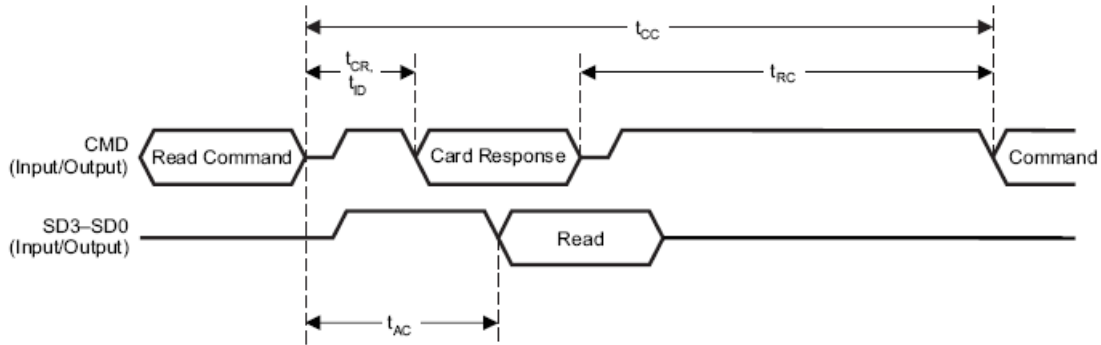 t_CC
t_CR,
t_ID
t_RC
CMD
(Input/Output)
Read Command
Card Response
Command
SD3–SD0
(Input/Output)
Read
t_AC